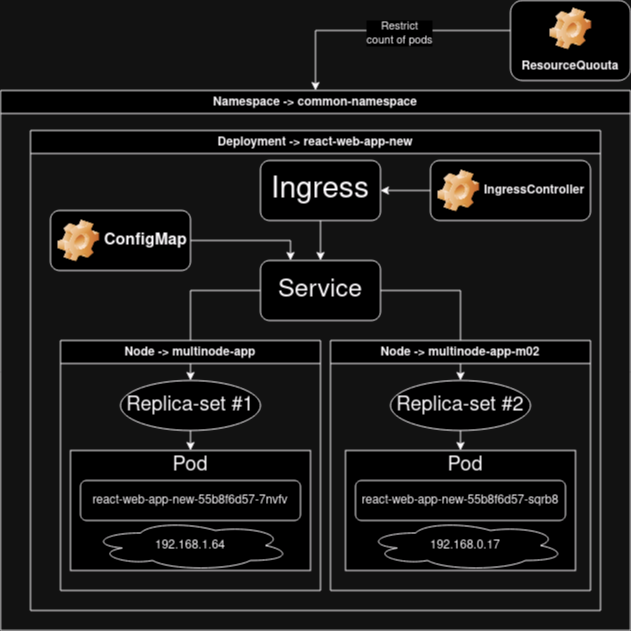 Restrict
count of pods
ResourceQuouta
Namespace -> common-namespace
Deployment -> react-web-app-new
Ingress
IngressController
ConfigMap
Service
Node -> multinode-app
Node -> multinode-app-m02
Replica-set #1
Replica-set #2
Pod
Pod
react-web-app-new-55b8f6d57-7nvfv
react-web-app-new-55b8f6d57-sqrb8
192.168.1.64
192.168.0.17